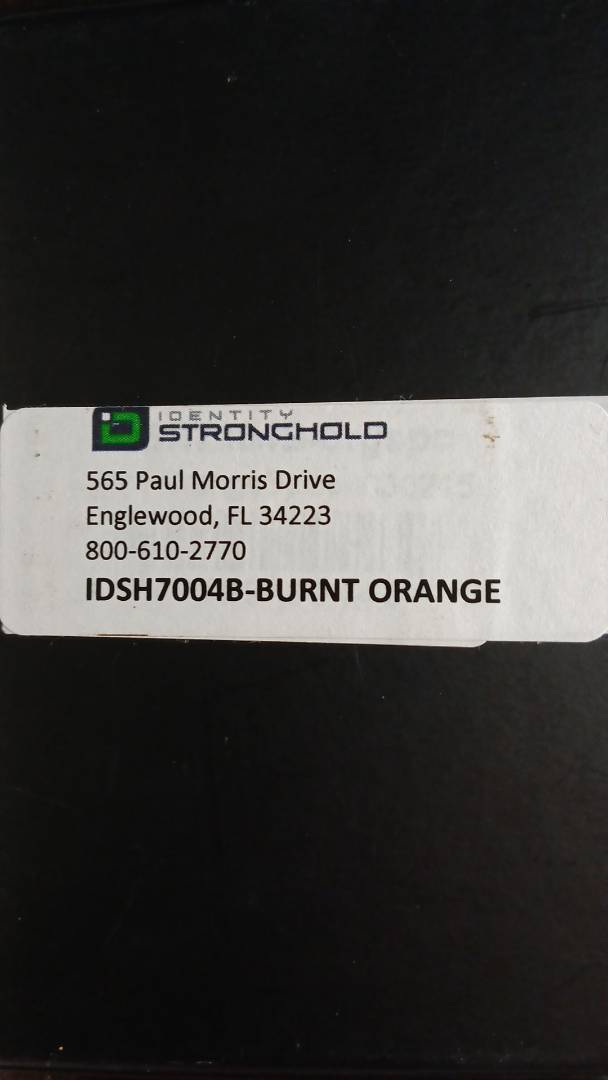 IDENTITY
STRONGHOLD
565 Paul Morris Drive
Englewood, FL 34223
800-610-2770
IDSH7004B-BURNT ORANGE